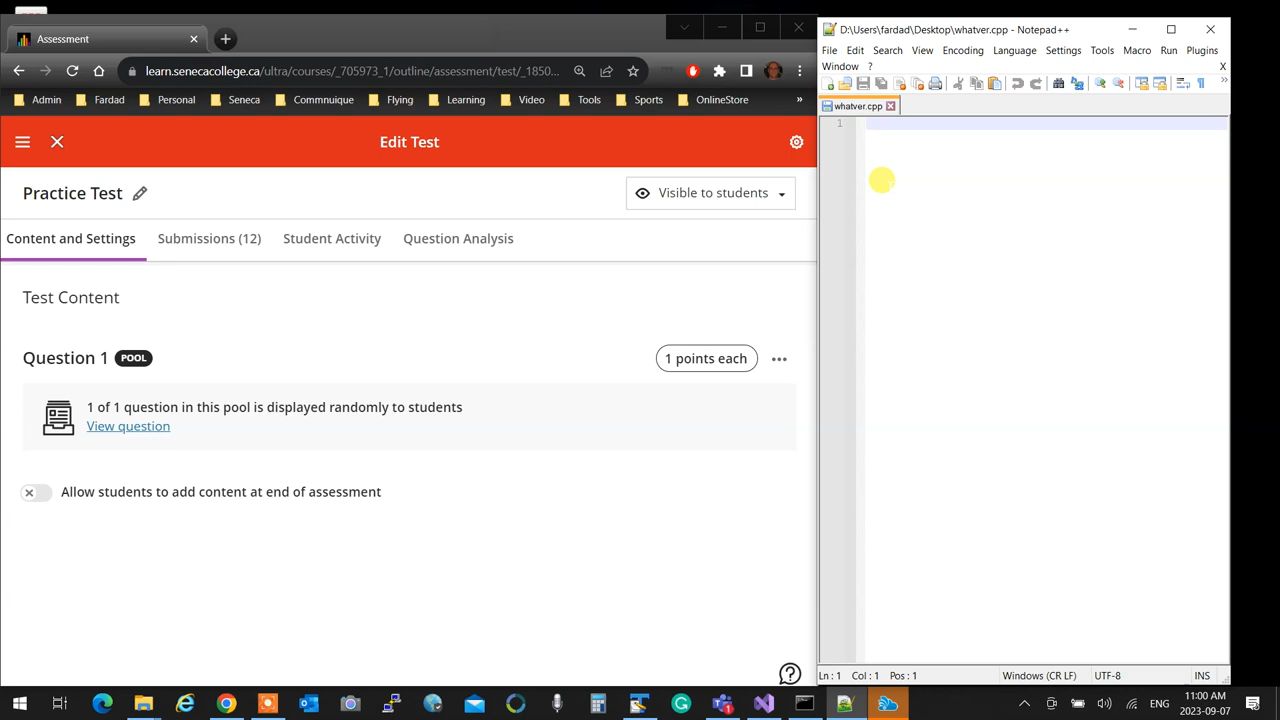 Assessment
D:\Users\fardad\Desktop\whatver.cpp - Notepad++
File Edit Search View Encoding Language Settings Tools Macro Run Plugins
Window ? X
learn.senecacollege.ca/ultra/courses/_705973_1/outline/assessment/test/_1850
Admin Fardad Personal Seneca Communique Flying Learning Video Tools Sports OnlineStore »
whatver.cpp
1
Edit Test
Practice Test
Visible to students
Content and Settings Submissions (12) Student Activity Question Analysis
Test Content
Question 1 POOL 1 points each
1 of 1 question in this pool is displayed randomly to students
View question
Allow students to add content at end of assessment
Ln : 1 Col : 1 Pos : 1 Windows (CR LF) UTF-8 INS
ENG
11:00 AM
2023-09-07